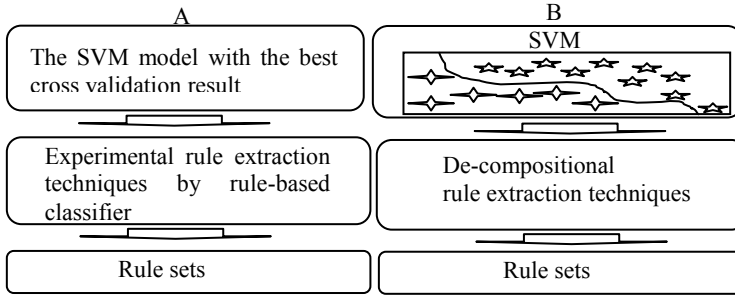 A
The SVM model with the best
cross validation result
Experimental rule extraction
techniques by rule-based
classifier
Rule sets
B
SVM
De-compositional
rule extraction techniques
Rule sets